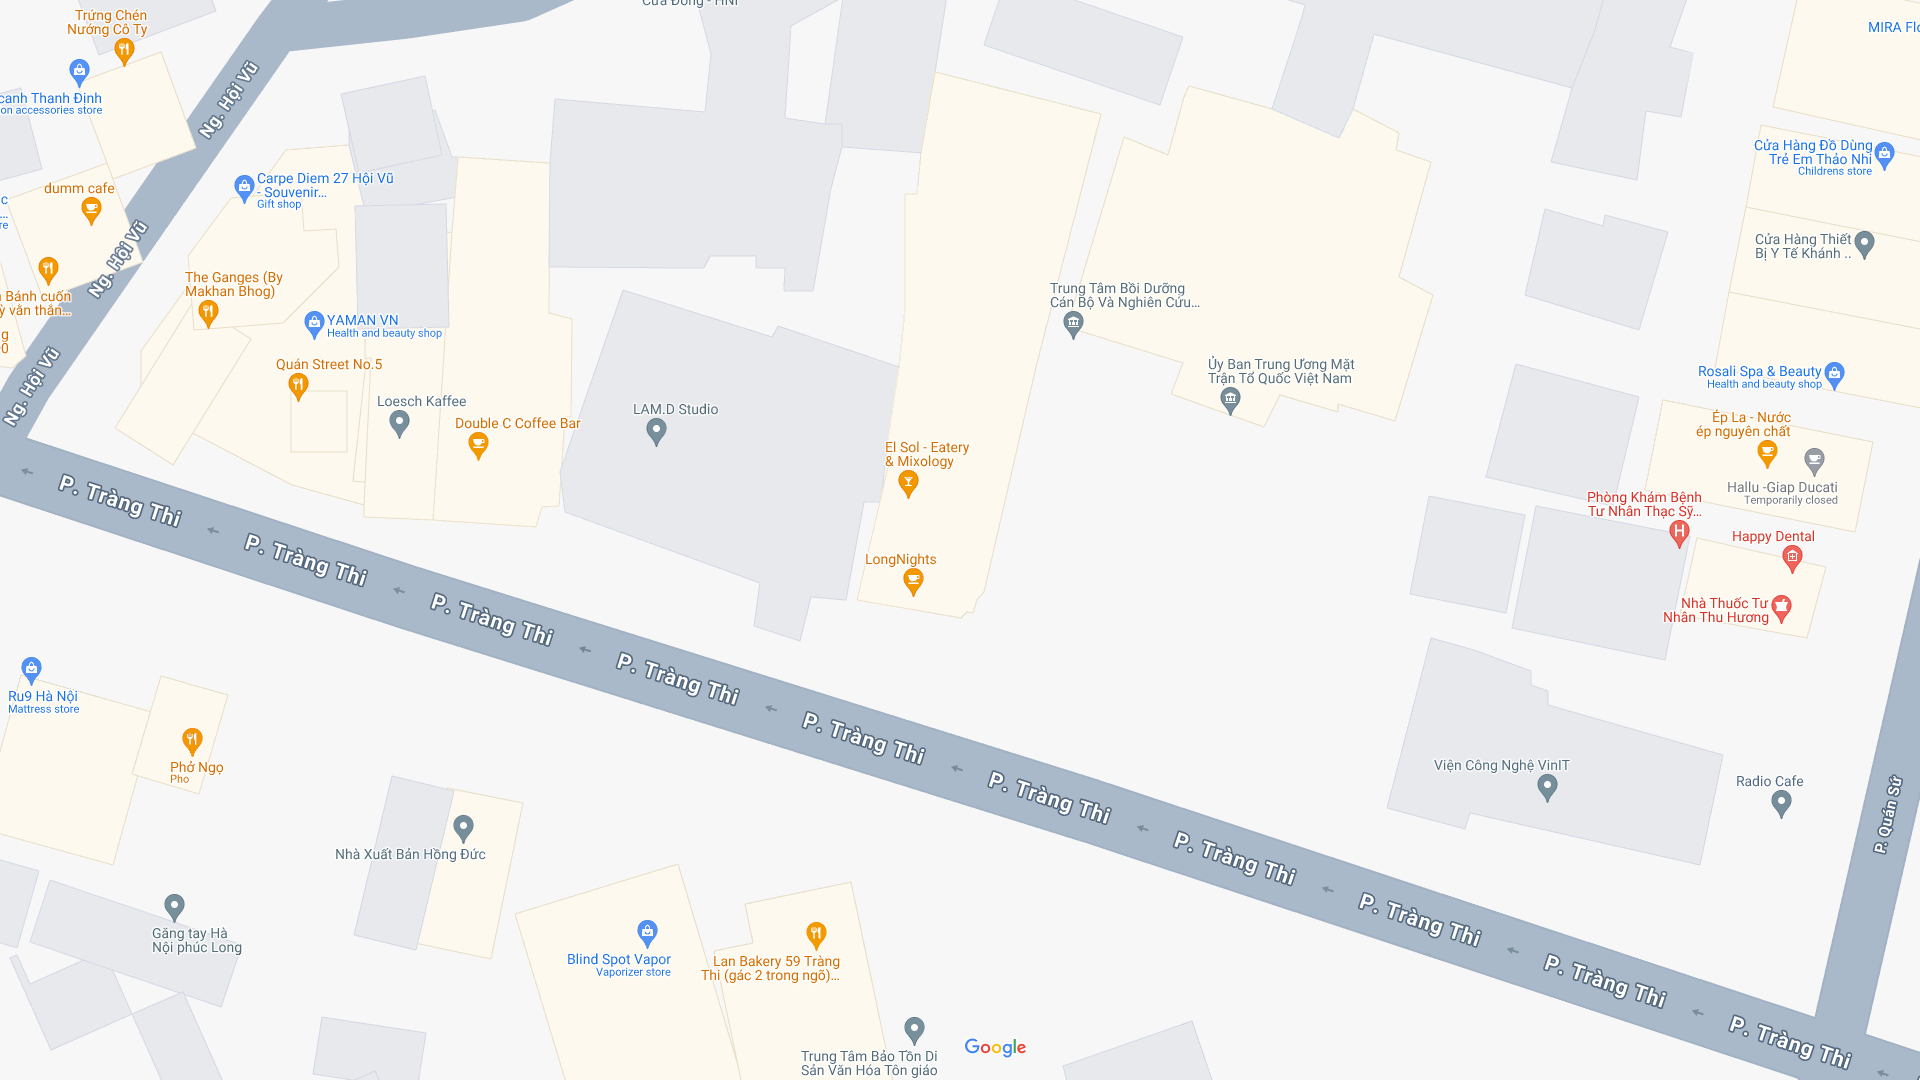 Cửa Đông - HNI
Trứng Chén
Nướng Cô Ty
MIRA Flo
canh Thanh Đinh
on accessories store
Ng. Hội Vũ
Cửa Hàng Đồ Dùng
Trẻ Em Thảo Nhi
Childrens store
dumm cafe
Carpe Diem 27 Hội Vũ
- Souvenir...
Gift shop
c
...
re
Ng. Hội Vũ
Cửa Hàng Thiết
Bị Y Tế Khánh ..
The Ganges (By
Makhan Bhog)
Bánh cuốn
ỳ vằn thắn...
Trung Tâm Bồi Dưỡng
Cán Bộ Và Nghiên Cứu...
YAMAN VN
Health and beauty shop
g
0
Ng. Hội Vũ
Quán Street No.5
Ủy Ban Trung Ương Mặt
Trận Tổ Quốc Việt Nam
Rosali Spa & Beauty
Health and beauty shop
Loesch Kaffee
LAM.D Studio
Double C Coffee Bar
Ép La - Nước
ép nguyên chất
El Sol - Eatery
& Mixology
Hallu -Giap Ducati
Temporarily closed
Phòng Khám Bệnh
Tư Nhân Thạc Sỹ...
P. Tràng Thi
Happy Dental
P. Tràng Thi
LongNights
Nhà Thuốc Tư
Nhân Thu Hương
P. Tràng Thi
P. Tràng Thi
Ru9 Hà Nội
Mattress store
P. Tràng Thi
Phở Ngọ
Pho
Viện Công Nghệ VinIT
Radio Cafe
P. Tràng Thi
P. Quán Sứ
Nhà Xuất Bản Hồng Đức
P. Tràng Thi
P. Tràng Thi
Găng tay Hà
Nội phúc Long
Blind Spot Vapor
Vaporizer store
Lan Bakery 59 Tràng
Thi (gác 2 trong ngõ)...
P. Tràng Thi
P. Tràng Thi
Google
Trung Tâm Bảo Tồn Di
Sản Văn Hóa Tôn giáo